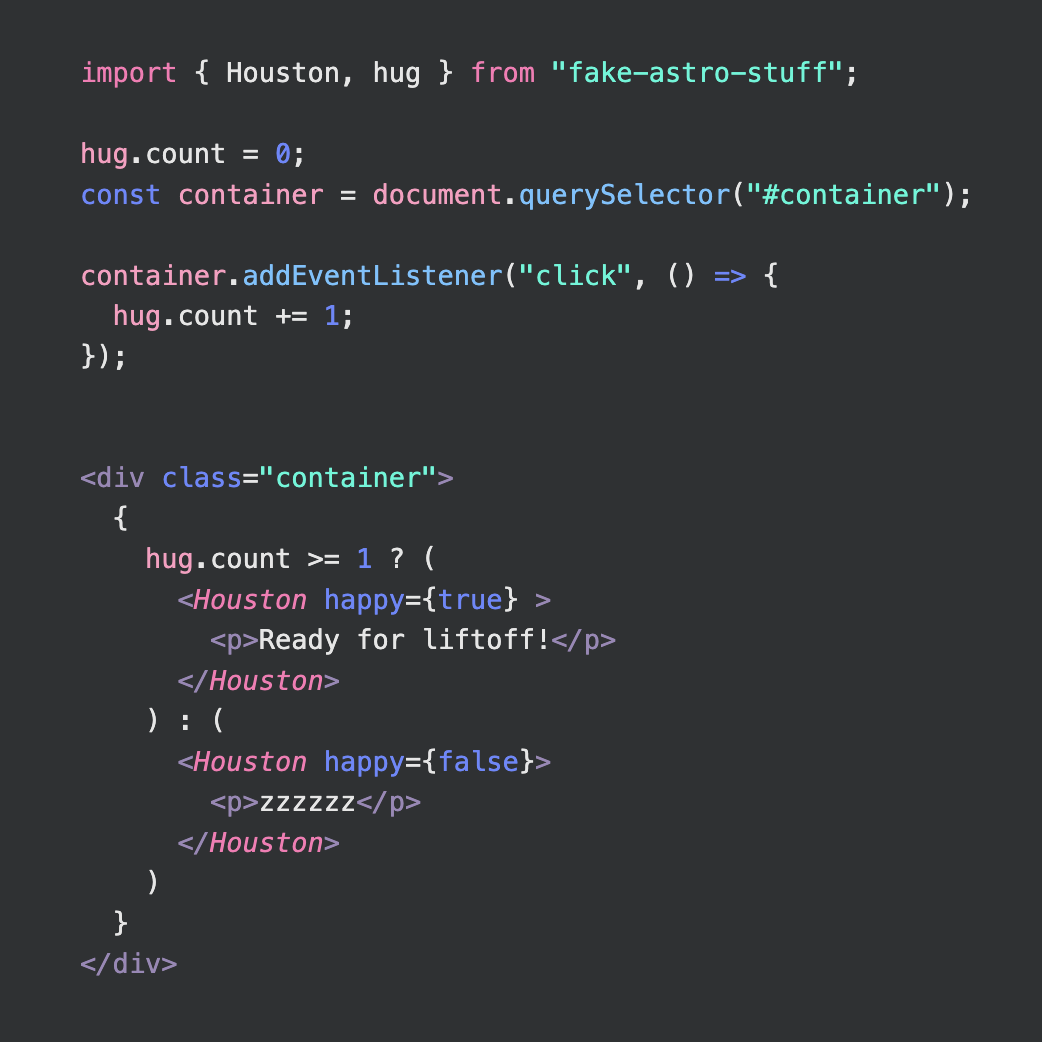 import { Houston, hug } from "fake-astro-stuff";

hug.count = 0;
const container = document.querySelector("#container");

container.addEventListener("click", () => {
  hug.count += 1;
});


<div class="container">
  {
    hug.count >= 1 ? (
      <Houston happy={true} >
        <p>Ready for liftoff!</p>
      </Houston>
    ) : (
      <Houston happy={false}>
        <p>zzzzzz</p>
      </Houston>
    )
  }
</div>